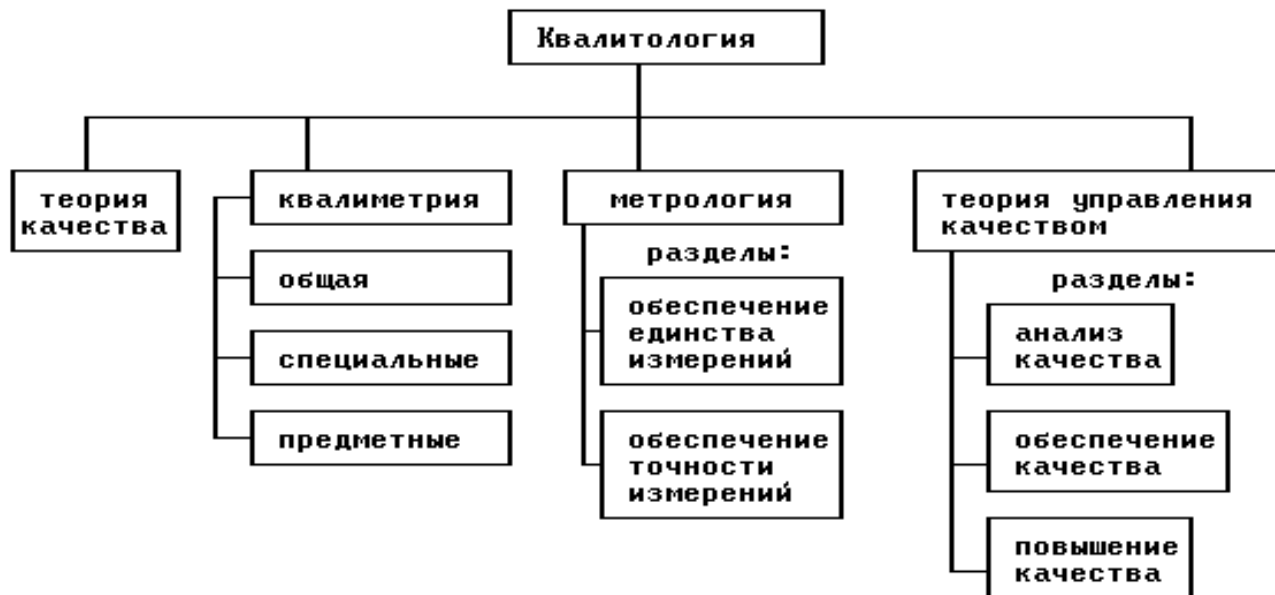 Квалитология
теория
качества
квалиметрия
общая
специальные
предметные
метрология
разделы:
обеспечение
единства
измерений
обеспечение
точности
измерений
теория управления
качеством
разделы:
анализ
качества
обеспечение
качества
повышение
качества